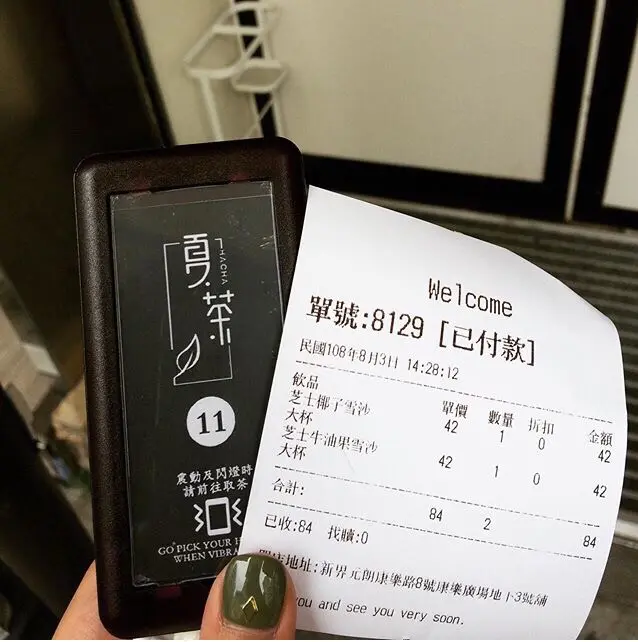 夏茶
HACHA
11
震動及閃燈時
請前往取茶
GO PICK YOUR
WHEN VIBRA
Welcome
單號:8129 [已付款]
民國108年8月3日 14:28:12
飲品 單價 數量 折扣 金額
芝士椰子雪沙 42 1 0 42
大杯
芝士牛油果雪沙 42 1 0 42
大杯
合計: 84 2 84
已收:84 找贖:0
地址:新界元朗康樂路8號康樂廣場地下3號舖
you and see you very soon.